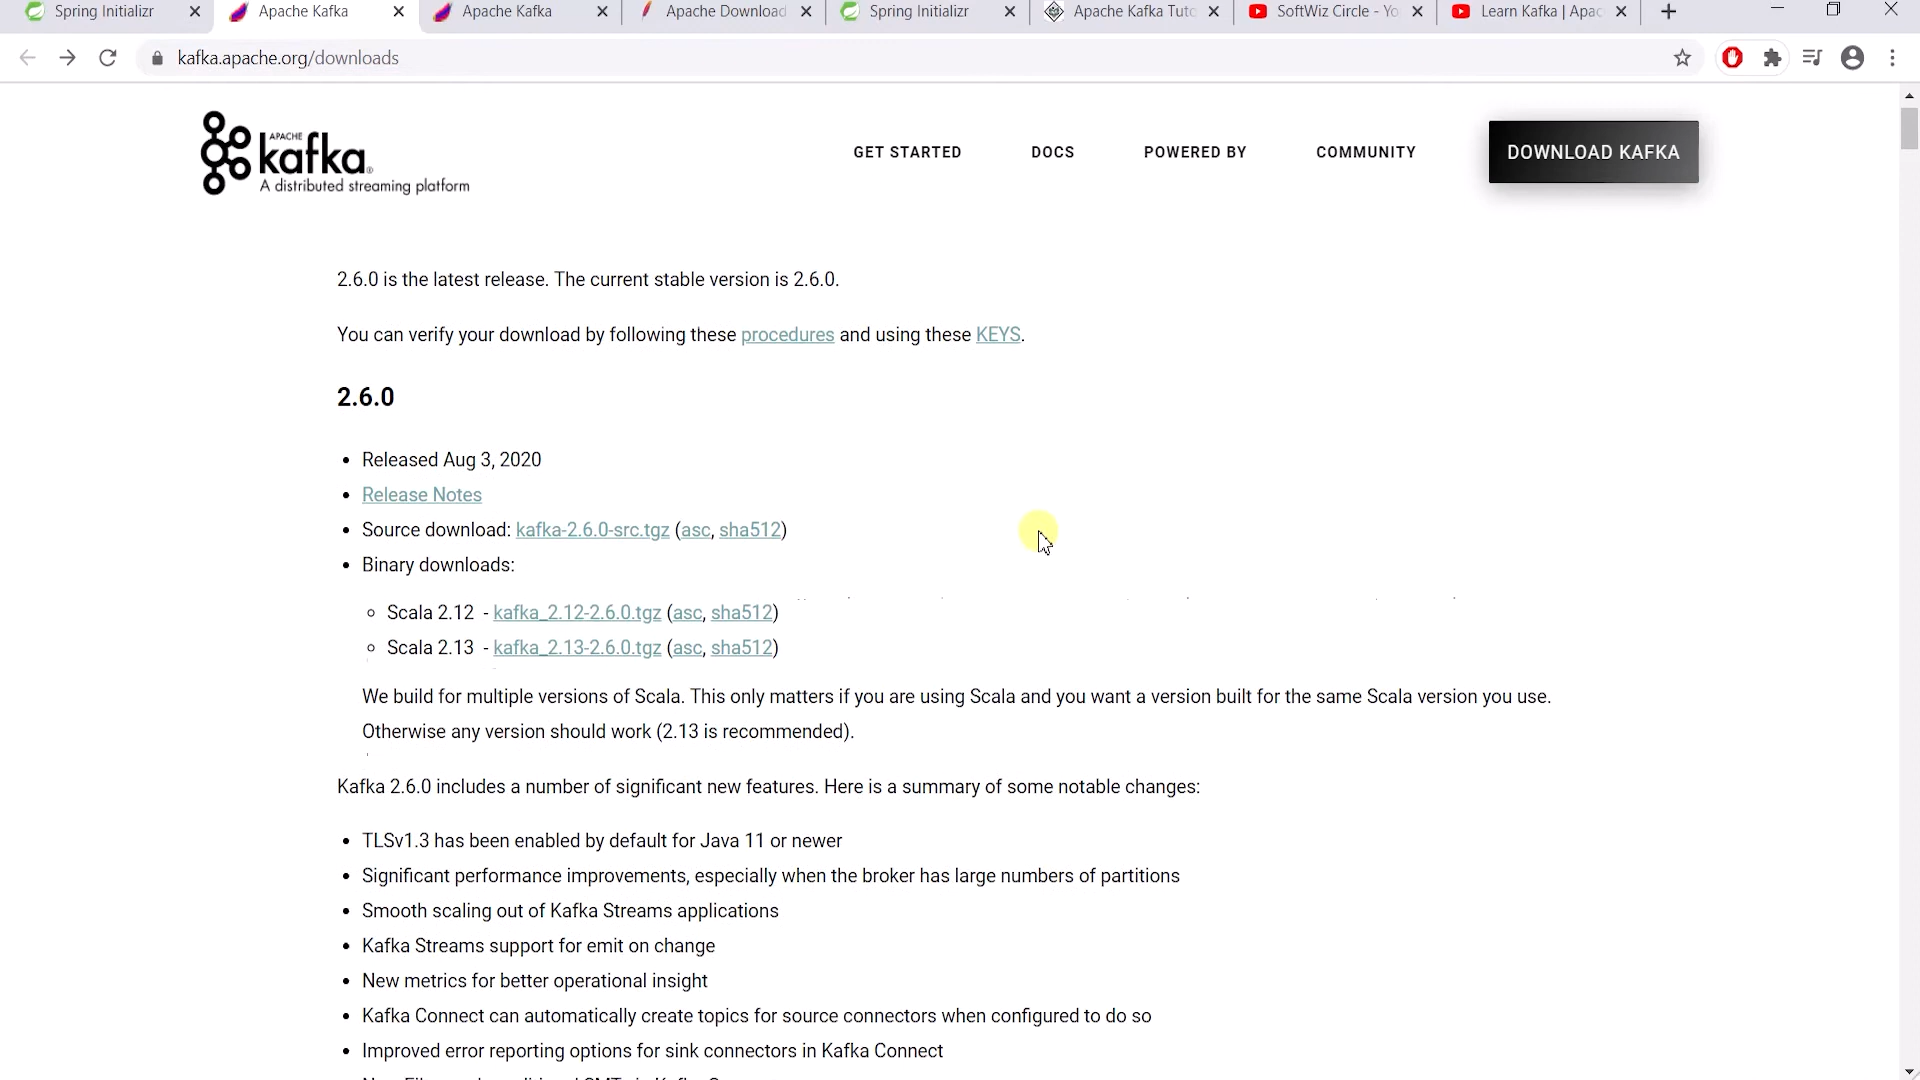 Spring Initializr
Apache Kafka
Apache Kafka
Apache Download
Spring Initializr
Apache Kafka Tuto
SoftWiz Circle - Yo
Learn Kafka | Apac
kafka.apache.org/downloads
APACHE
kafka®
A distributed streaming platform
GET STARTED
DOCS
POWERED BY
COMMUNITY
DOWNLOAD KAFKA
2.6.0 is the latest release. The current stable version is 2.6.0.
You can verify your download by following these procedures and using these KEYS.
2.6.0
• Released Aug 3, 2020
• Release Notes
• Source download: kafka-2.6.0-src.tgz (asc, sha512)
• Binary downloads:
◦ Scala 2.12 - kafka_2.12-2.6.0.tgz (asc, sha512)
◦ Scala 2.13 - kafka_2.13-2.6.0.tgz (asc, sha512)
We build for multiple versions of Scala. This only matters if you are using Scala and you want a version built for the same Scala version you use.
Otherwise any version should work (2.13 is recommended).
Kafka 2.6.0 includes a number of significant new features. Here is a summary of some notable changes:
• TLSv1.3 has been enabled by default for Java 11 or newer
• Significant performance improvements, especially when the broker has large numbers of partitions
• Smooth scaling out of Kafka Streams applications
• Kafka Streams support for emit on change
• New metrics for better operational insight
• Kafka Connect can automatically create topics for source connectors when configured to do so
• Improved error reporting options for sink connectors in Kafka Connect